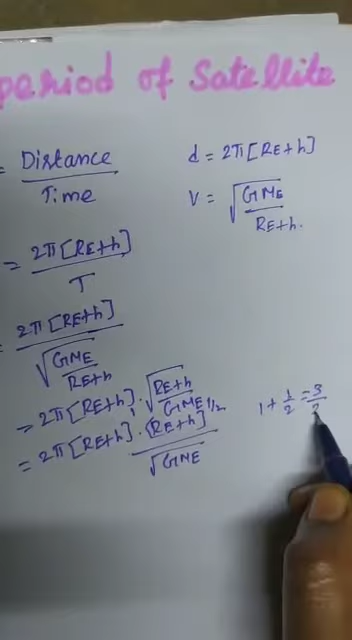 period of Satellite
= Distance / Time
d = 2π[RE+h]
V = √(GME / RE+h).
= 2π[RE+h] / T
= 2π[RE+h] / √(GME / RE+h)
= 2π[RE+h] · √(RE+h / GME)
= 2π[RE+h]¹ · [RE+h]^1/2 / √GME
1 + 1/2 = 3/2